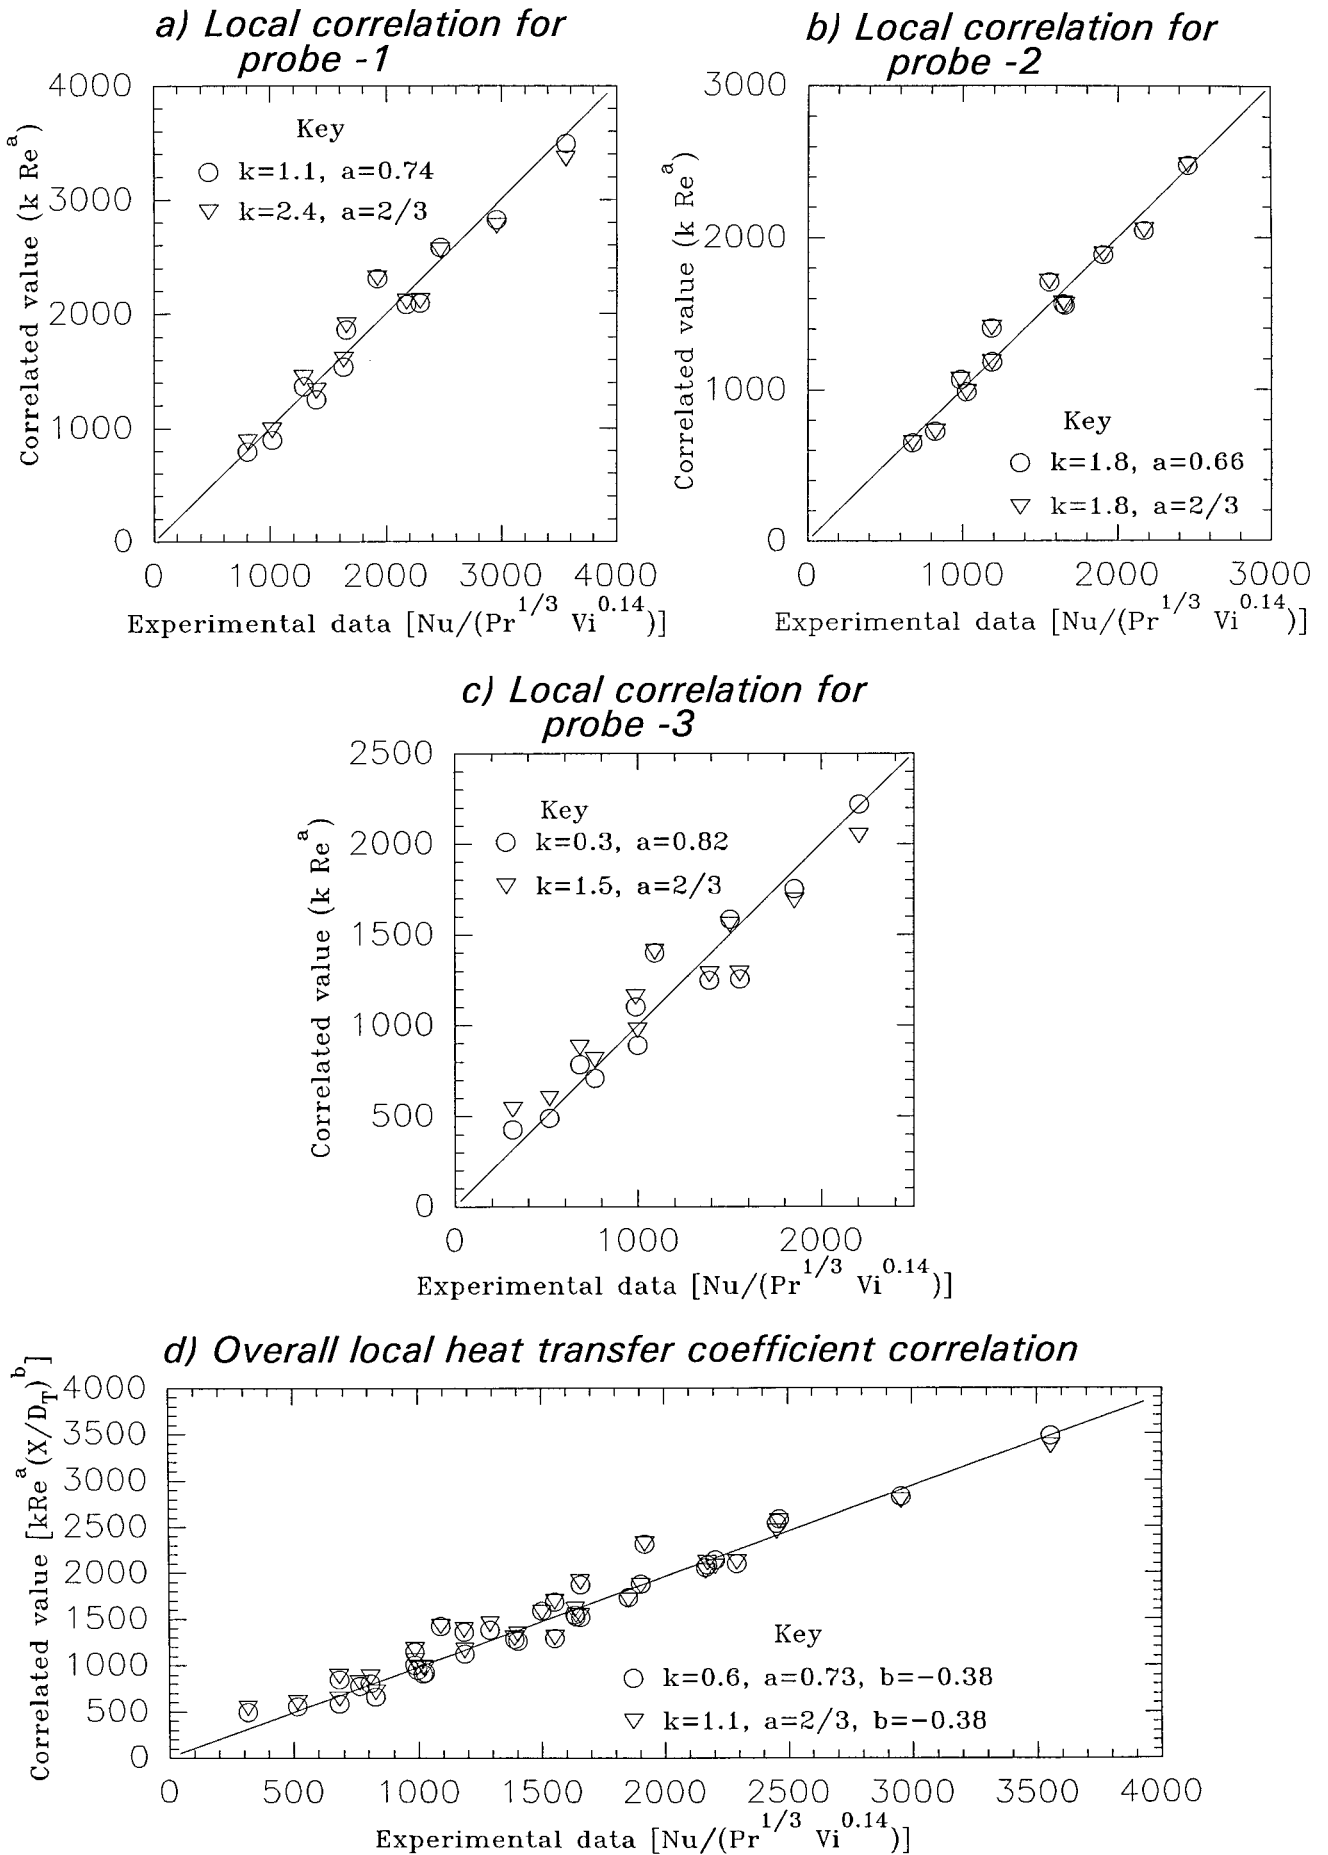 a) Local correlation for
probe -1
4000
3000
2000
1000
0
Correlated value (k Re^a)
Key
k=1.1, a=0.74
k=2.4, a=2/3
0 1000 2000 3000 4000
Experimental data [Nu/(Pr^1/3 Vi^0.14)]
b) Local correlation for
probe -2
3000
2000
1000
0
Correlated value (k Re^a)
Key
k=1.8, a=0.66
k=1.8, a=2/3
0 1000 2000 3000
Experimental data [Nu/(Pr^1/3 Vi^0.14)]
c) Local correlation for
probe -3
2500
2000
1500
1000
500
0
Correlated value (k Re^a)
Key
k=0.3, a=0.82
k=1.5, a=2/3
0 1000 2000
Experimental data [Nu/(Pr^1/3 Vi^0.14)]
d) Overall local heat transfer coefficient correlation
4000
3500
3000
2500
2000
1500
1000
500
0
Correlated value [kRe^a(X/D_T)^b]
Key
k=0.6, a=0.73, b=−0.38
k=1.1, a=2/3, b=−0.38
0 500 1000 1500 2000 2500 3000 3500 4000
Experimental data [Nu/(Pr^1/3 Vi^0.14)]